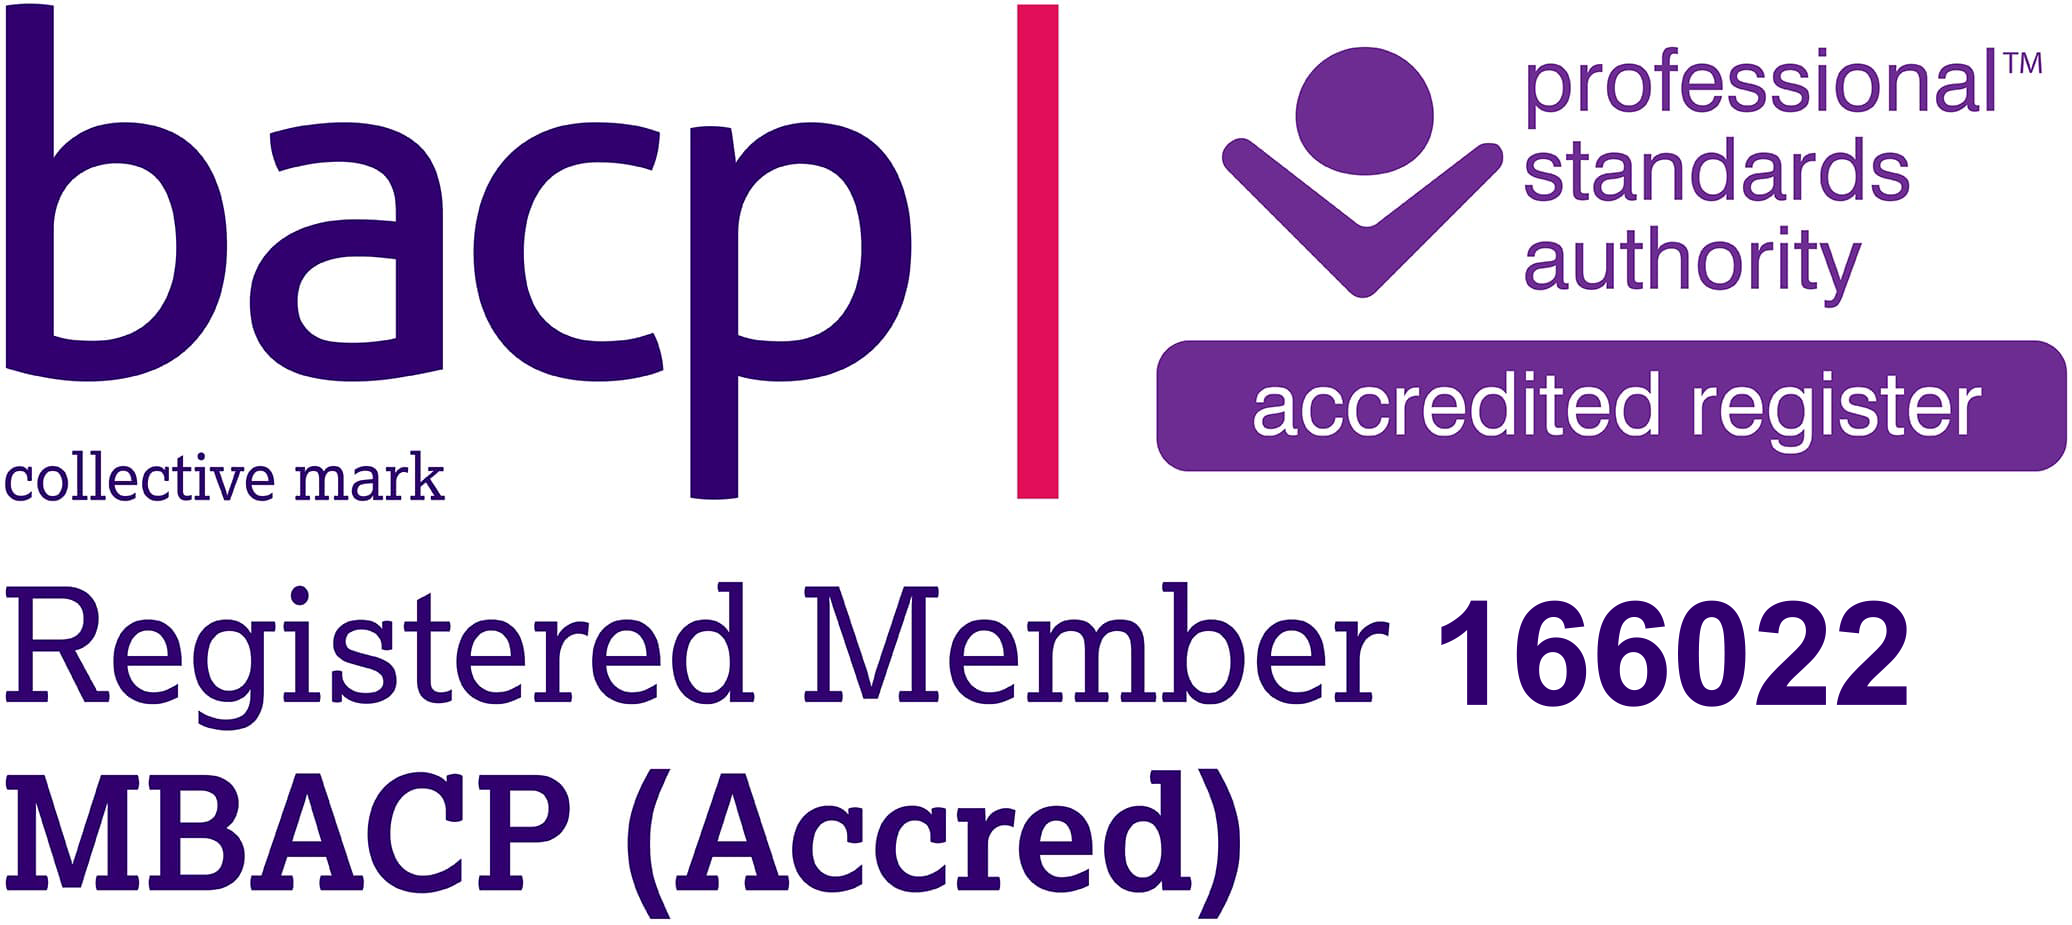 bacp
collective mark
professional™
standards
authority
accredited register
Registered Member 166022
MBACP (Accred)